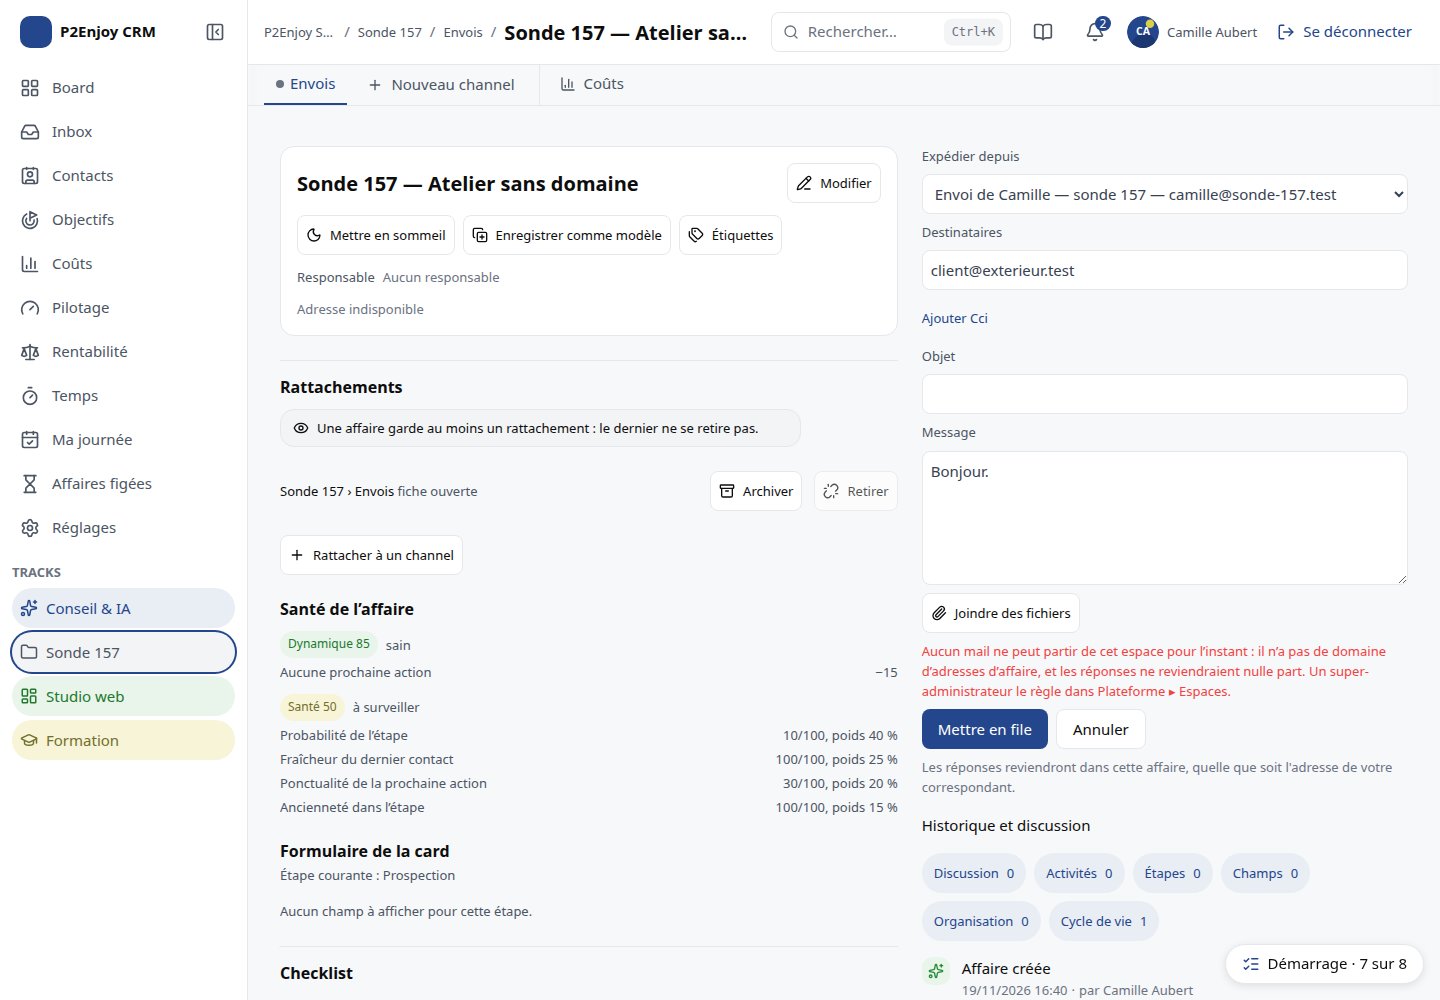 P2Enjoy CRM
Board
Inbox
Contacts
Objectifs
Coûts
Pilotage
Rentabilité
Temps
Ma journée
Affaires figées
Réglages
TRACKS
Conseil & IA
Sonde 157
Studio web
Formation
P2Enjoy S... / Sonde 157 / Envois / Sonde 157 — Atelier sa...
Rechercher... Ctrl+K
2
CA Camille Aubert
Se déconnecter
Envois
Nouveau channel
Coûts
Sonde 157 — Atelier sans domaine
Modifier
Mettre en sommeil
Enregistrer comme modèle
Étiquettes
Responsable Aucun responsable
Adresse indisponible
Rattachements
Une affaire garde au moins un rattachement : le dernier ne se retire pas.
Sonde 157 › Envois fiche ouverte
Archiver
Retirer
Rattacher à un channel
Santé de l’affaire
Dynamique 85 sain
Aucune prochaine action −15
Santé 50 à surveiller
Probabilité de l’étape 10/100, poids 40 %
Fraîcheur du dernier contact 100/100, poids 25 %
Ponctualité de la prochaine action 30/100, poids 20 %
Ancienneté dans l’étape 100/100, poids 15 %
Formulaire de la card
Étape courante : Prospection
Aucun champ à afficher pour cette étape.
Checklist
Expédier depuis
Envoi de Camille — sonde 157 — camille@sonde-157.test
Destinataires
client@exterieur.test
Ajouter Cci
Objet
Message
Bonjour.
Joindre des fichiers
Aucun mail ne peut partir de cet espace pour l’instant : il n’a pas de domaine
d’adresses d’affaire, et les réponses ne reviendraient nulle part. Un super-
administrateur le règle dans Plateforme ▸ Espaces.
Mettre en file
Annuler
Les réponses reviendront dans cette affaire, quelle que soit l'adresse de votre
correspondant.
Historique et discussion
Discussion 0
Activités 0
Étapes 0
Champs 0
Organisation 0
Cycle de vie 1
Affaire créée
19/11/2026 16:40 · par Camille Aubert
Démarrage · 7 sur 8